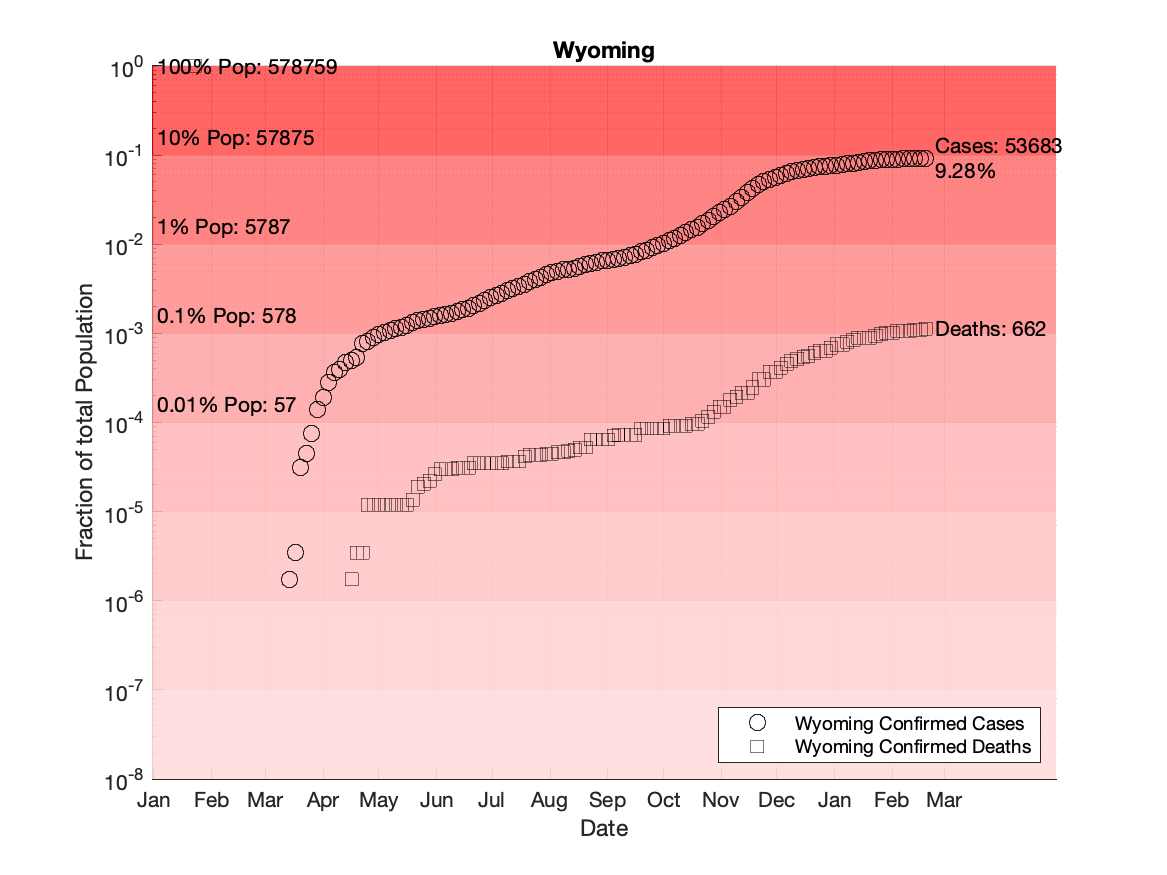 Wyoming
10^0
100% Pop: 578759
10% Pop: 57875
10^-1
Cases: 53683
9.28%
1% Pop: 5787
10^-2
0.1% Pop: 578
10^-3
Deaths: 662
0.01% Pop: 57
10^-4
10^-5
10^-6
10^-7
10^-8
Fraction of total Population
Wyoming Confirmed Cases
Wyoming Confirmed Deaths
Jan Feb Mar Apr May Jun Jul Aug Sep Oct Nov Dec Jan Feb Mar
Date